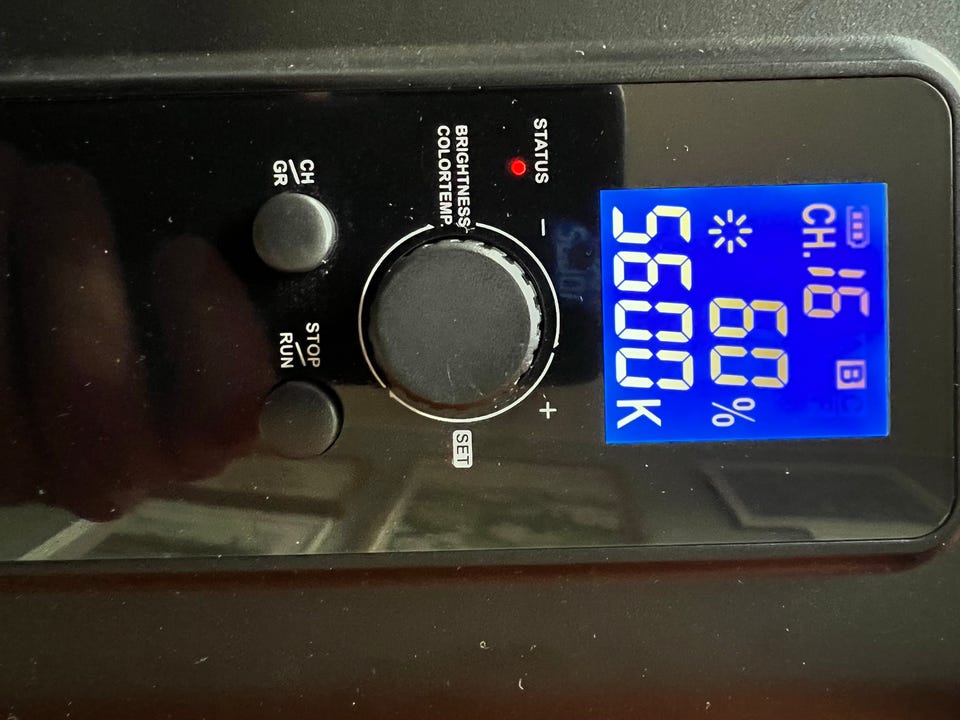 CH.16 B C
60%
5600K
STATUS
− +
BRIGHTNESS
COLORTEMP
SET
CH/GR
STOP/RUN